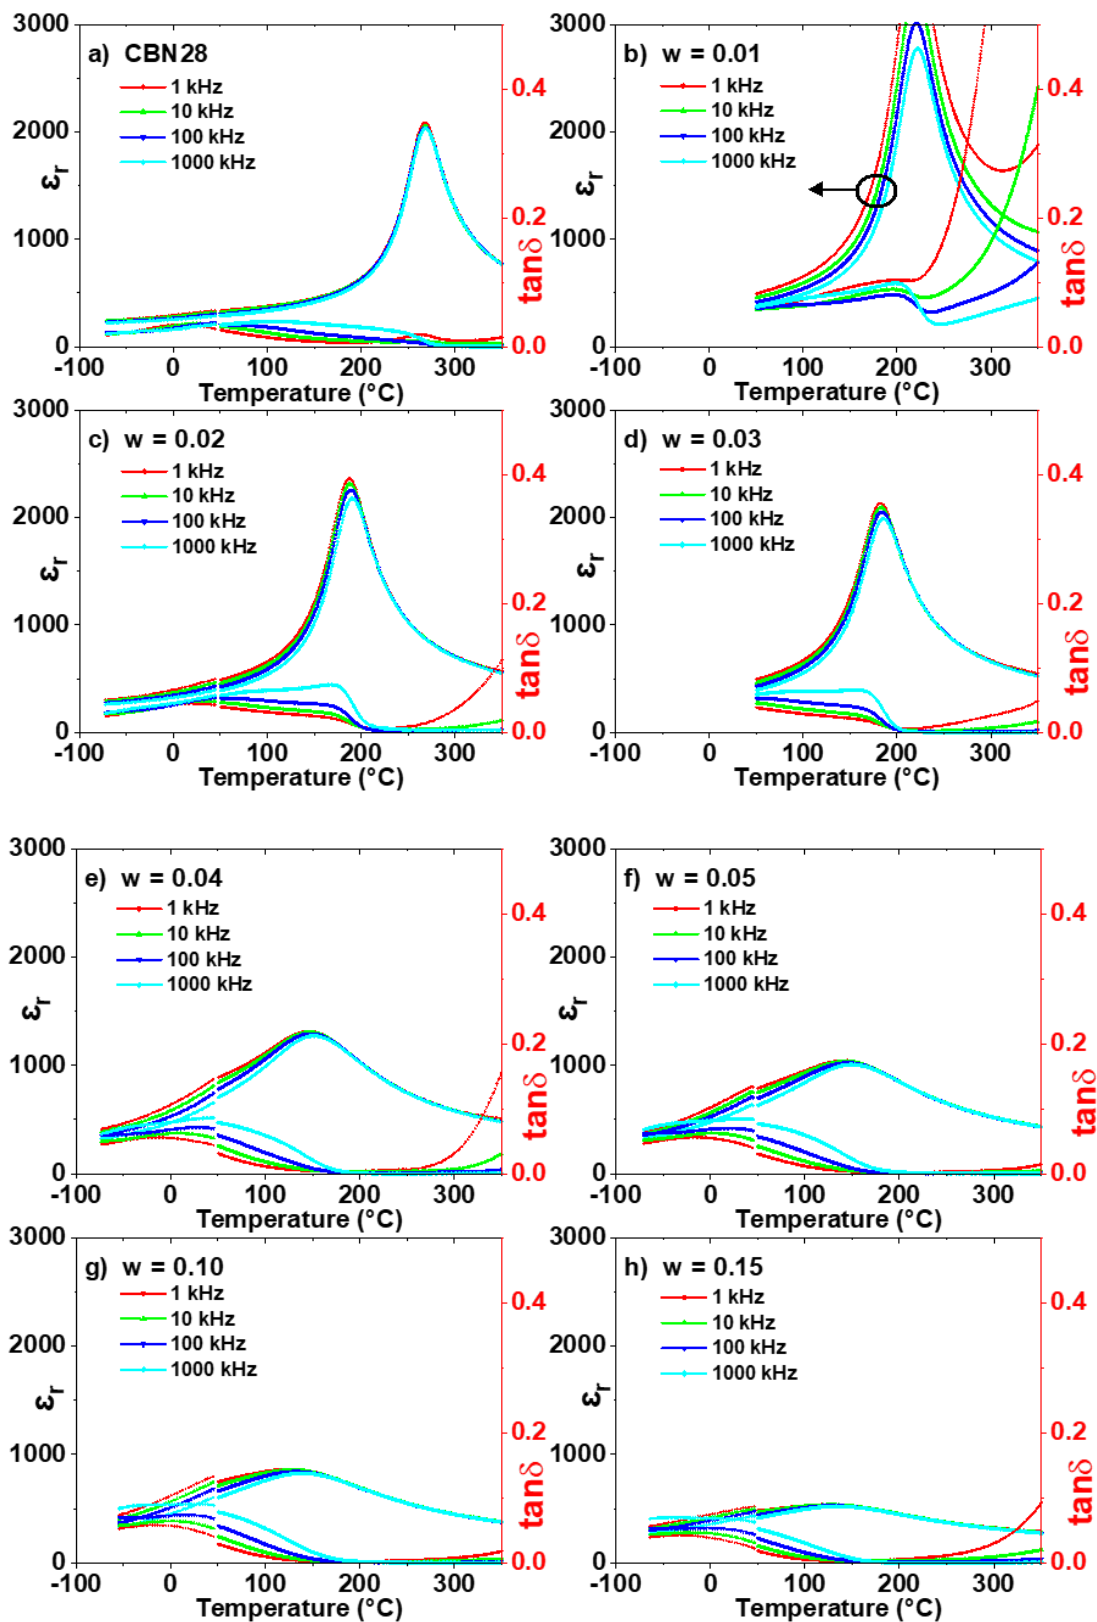 a) CBN28
1 kHz
10 kHz
100 kHz
1000 kHz
3000
2000
1000
0
εr
-100 0 100 200 300
Temperature (°C)
0.4
0.2
0.0
tanδ
b) w = 0.01
1 kHz
10 kHz
100 kHz
1000 kHz
3000
2000
1000
0
εr
-100 0 100 200 300
Temperature (°C)
0.4
0.2
0.0
tanδ
c) w = 0.02
1 kHz
10 kHz
100 kHz
1000 kHz
3000
2000
1000
0
εr
-100 0 100 200 300
Temperature (°C)
0.4
0.2
0.0
tanδ
d) w = 0.03
1 kHz
10 kHz
100 kHz
1000 kHz
3000
2000
1000
0
εr
-100 0 100 200 300
Temperature (°C)
0.4
0.2
0.0
tanδ
e) w = 0.04
1 kHz
10 kHz
100 kHz
1000 kHz
3000
2000
1000
0
εr
-100 0 100 200 300
Temperature (°C)
0.4
0.2
0.0
tanδ
f) w = 0.05
1 kHz
10 kHz
100 kHz
1000 kHz
3000
2000
1000
0
εr
-100 0 100 200 300
Temperature (°C)
0.4
0.2
0.0
tanδ
g) w = 0.10
1 kHz
10 kHz
100 kHz
1000 kHz
3000
2000
1000
0
εr
-100 0 100 200 300
Temperature (°C)
0.4
0.2
0.0
tanδ
h) w = 0.15
1 kHz
10 kHz
100 kHz
1000 kHz
3000
2000
1000
0
εr
-100 0 100 200 300
Temperature (°C)
0.4
0.2
0.0
tanδ